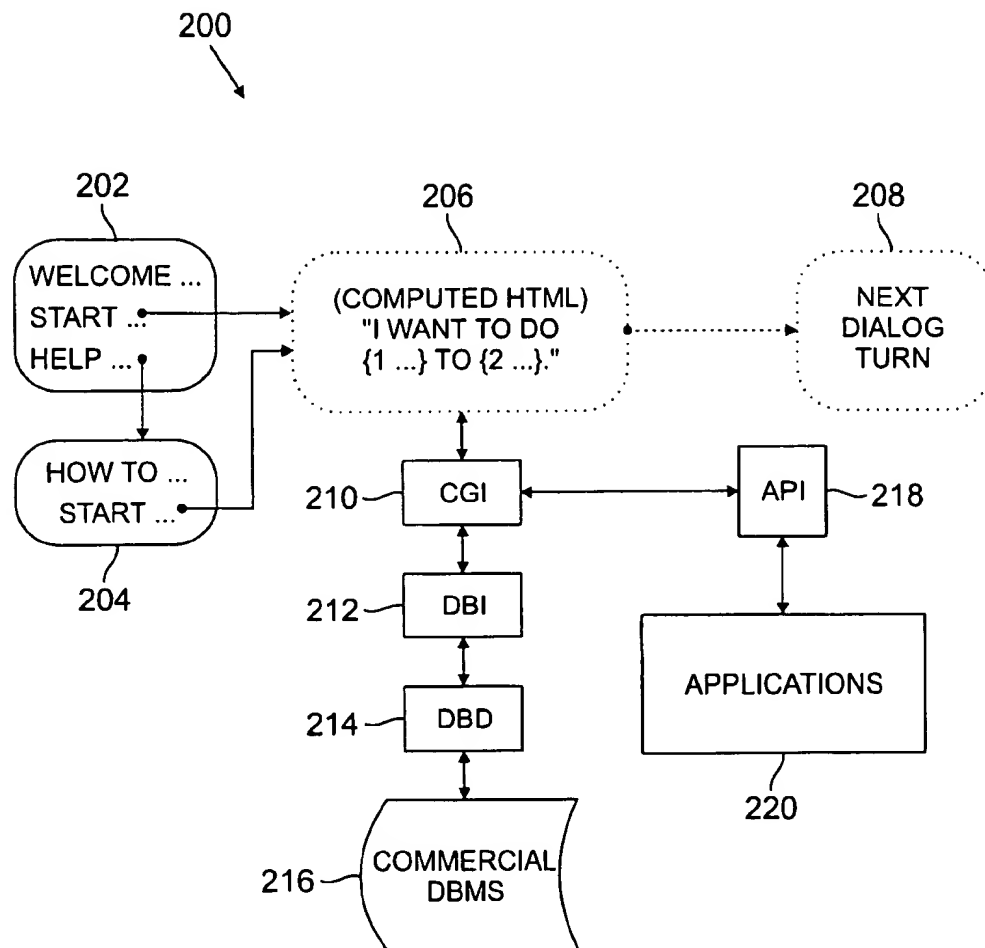 200
202
206
208
WELCOME ...
START ...
HELP ...
(COMPUTED HTML)
"I WANT TO DO
{1 ...} TO {2 ...}."
NEXT
DIALOG
TURN
HOW TO ...
START ...
204
210
CGI
API
218
212
DBI
214
DBD
APPLICATIONS
220
216
COMMERCIAL
DBMS